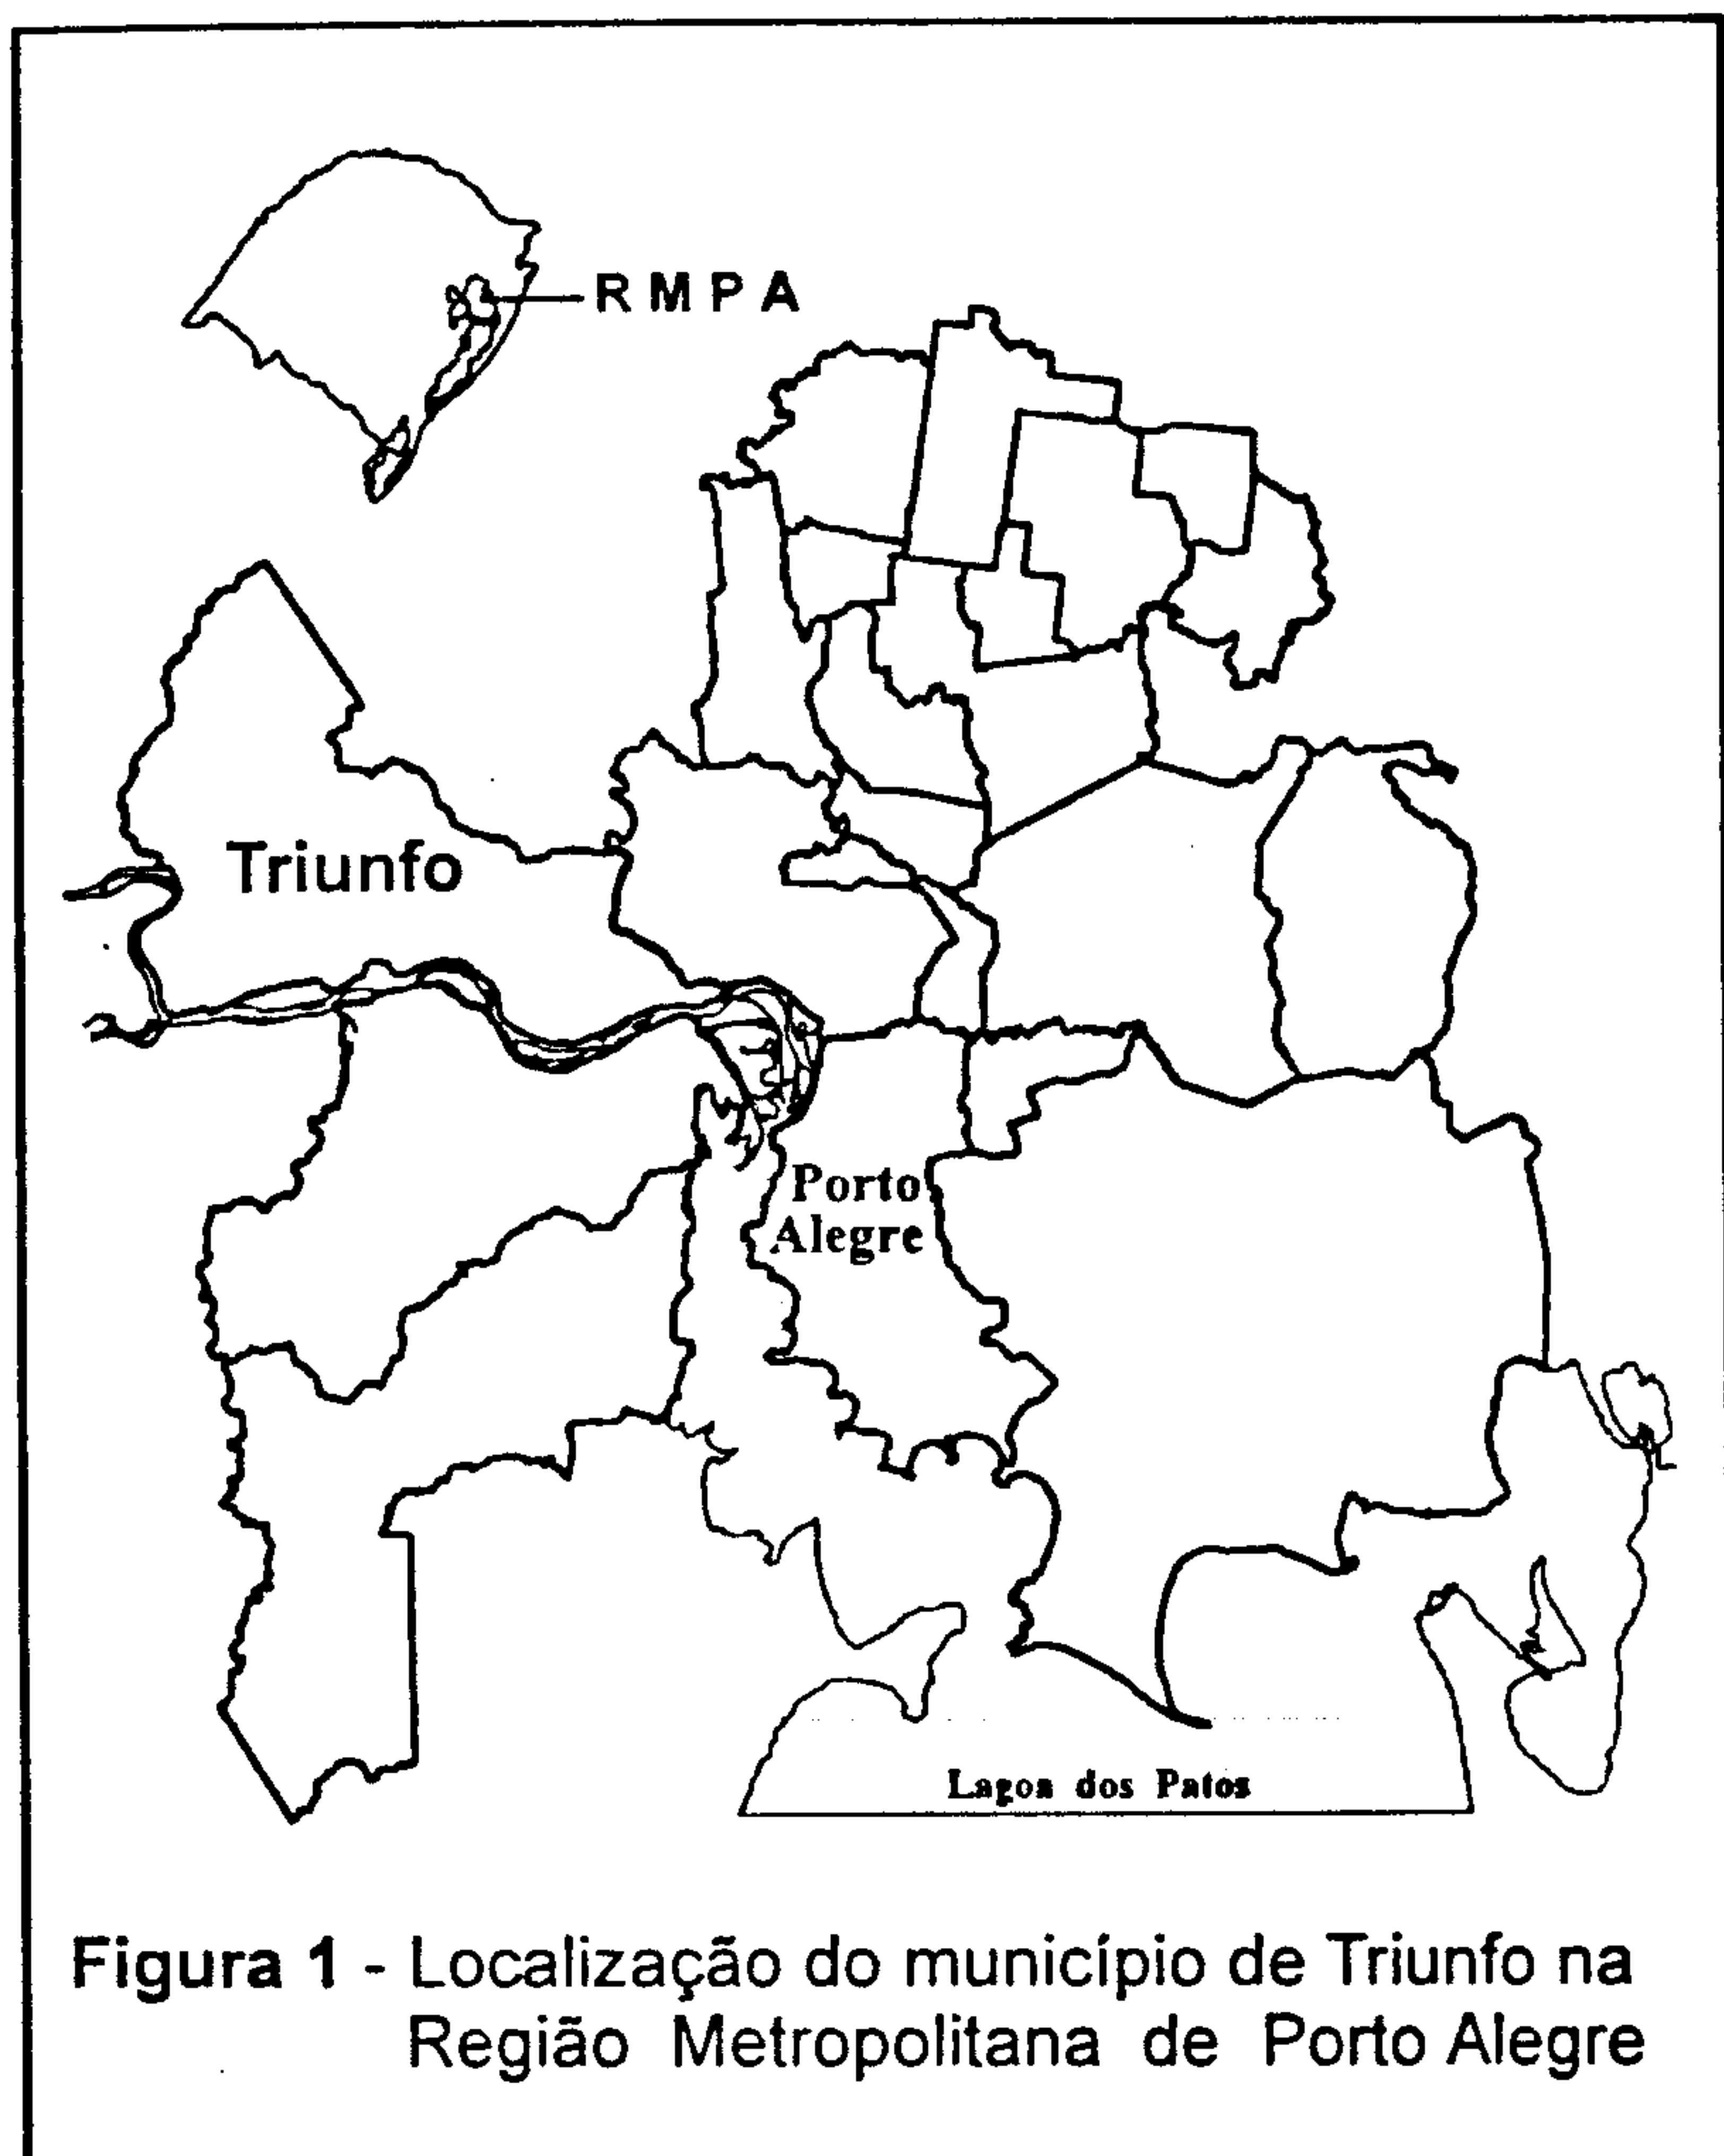 R M P A
Triunfo
Porto
Alegre
Lagoa dos Patos
Figura 1 - Localização do município de Triunfo na
Região Metropolitana de Porto Alegre